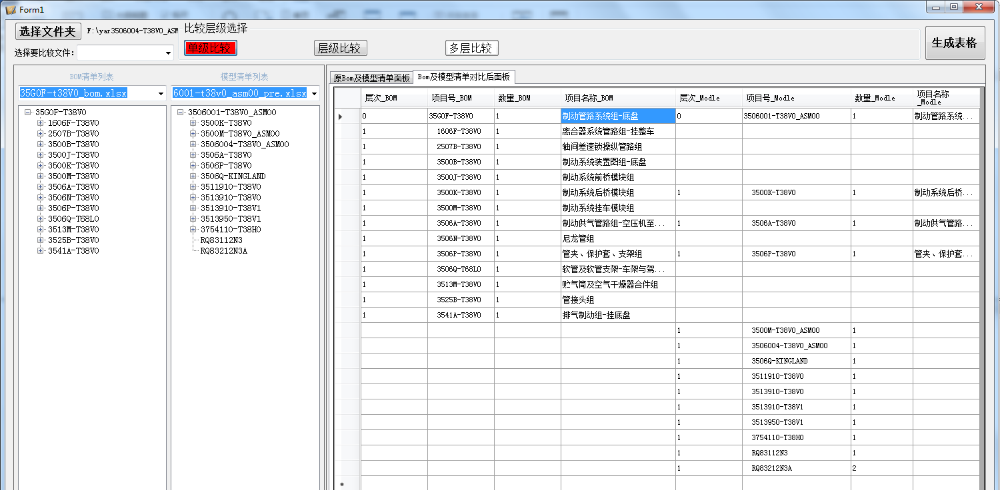 Form1
选择文件夹 F:\yar3506004-T38V0_ASM 比较层级选择
选择要比较文件: 单级比较 层级比较 多层比较 生成表格
BOM清单列表 模型清单列表
35G0F-t38V0_bom.xlsx 6001-t38v0_asm00_pre.xlsx
35G0F-T38V0
1606F-T38V0
2507B-T38V0
3500B-T38V0
3500J-T38V0
3500K-T38V0
3500M-T38V0
3506A-T38V0
3506N-T38V0
3506P-T38V0
3506Q-T68L0
3513M-T38V0
3525B-T38V0
3541A-T38V0
3506001-T38V0_ASM00
3500K-T38V0
3500M-T38V0_ASM00
3506004-T38V0_ASM00
3506A-T38V0
3506P-T38V0
3506Q-KINGLAND
3511910-T38V0
3513910-T38V0
3513910-T38V1
3513950-T38V1
3754110-T38H0
RQ83112N3
RQ83212N3A
原Bom及模型清单面板 Bom及模型清单对比后面板
层次_BOM 项目号_BOM 数量_BOM 项目名称_BOM 层次_Modle 项目号_Modle 数量_Modle 项目名称_Modle
0 35G0F-T38V0 1 制动管路系统组-底盘 0 3506001-T38V0_ASM00 1 制动管路系统...
1 1606F-T38V0 1 离合器系统管路组-挂整车
1 2507B-T38V0 1 轴间差速锁操纵管路组
1 3500B-T38V0 1 制动系统装置图组-底盘
1 3500J-T38V0 1 制动系统前桥模块组
1 3500K-T38V0 1 制动系统后桥模块组 1 3500K-T38V0 1 制动系统后桥...
1 3500M-T38V0 1 制动系统挂车模块组
1 3506A-T38V0 1 制动供气管路组-空压机至... 1 3506A-T38V0 1 制动供气管路...
1 3506N-T38V0 1 尼龙管组
1 3506P-T38V0 1 管夹、保护套、支架组 1 3506P-T38V0 1 管夹、保护套...
1 3506Q-T68L0 1 软管及软管支架-车架与驾...
1 3513M-T38V0 1 贮气筒及空气干燥器合件组
1 3525B-T38V0 1 管接头组
1 3541A-T38V0 1 排气制动组-挂底盘
1 3500M-T38V0_ASM00 1
1 3506004-T38V0_ASM00 1
1 3506Q-KINGLAND 1
1 3511910-T38V0 1
1 3513910-T38V0 1
1 3513910-T38V1 1
1 3513950-T38V1 1
1 3754110-T38H0 1
1 RQ83112N3 1
1 RQ83212N3A 2